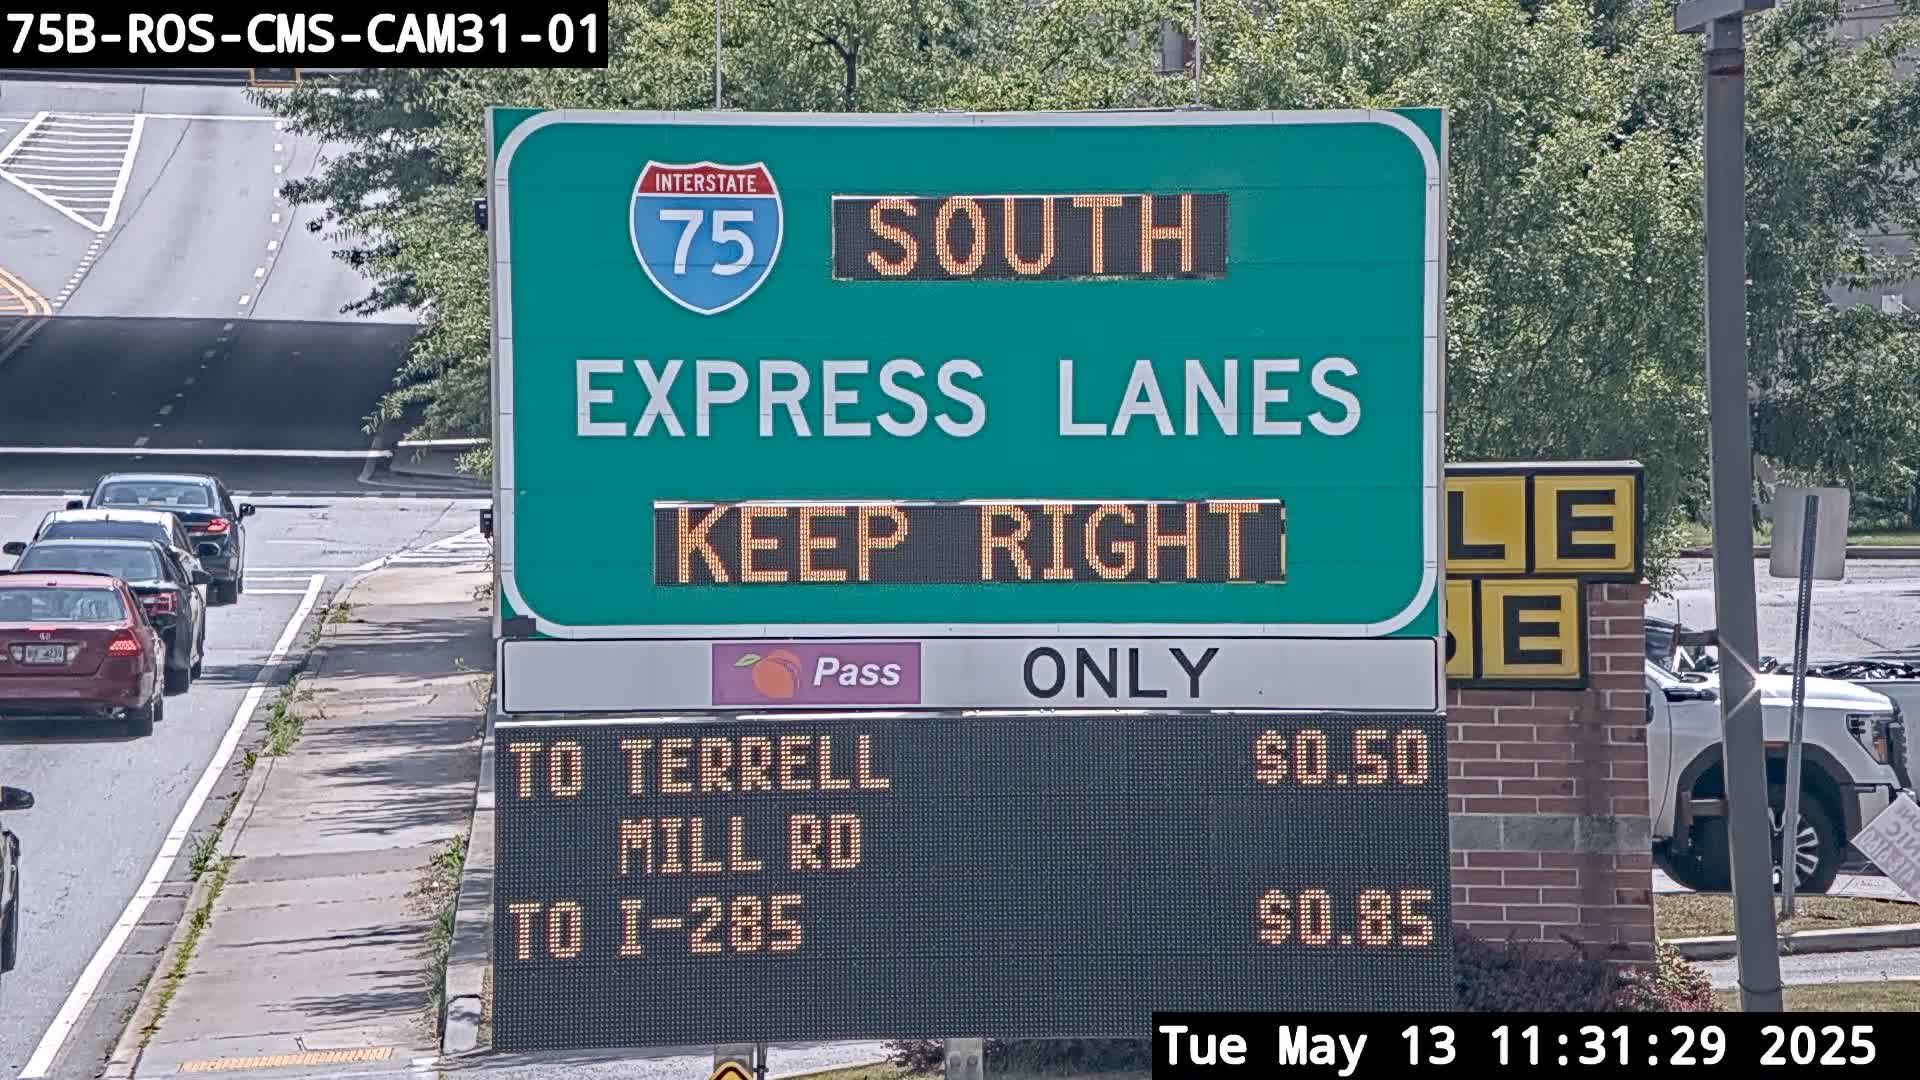 75B-ROS-CMS-CAM31-01
INTERSTATE
75
SOUTH
EXPRESS LANES
KEEP RIGHT
Pass ONLY
TO TERRELL $0.50
MILL RD
TO I-285 $0.85
LE
E
Tue May 13 11:31:29 2025